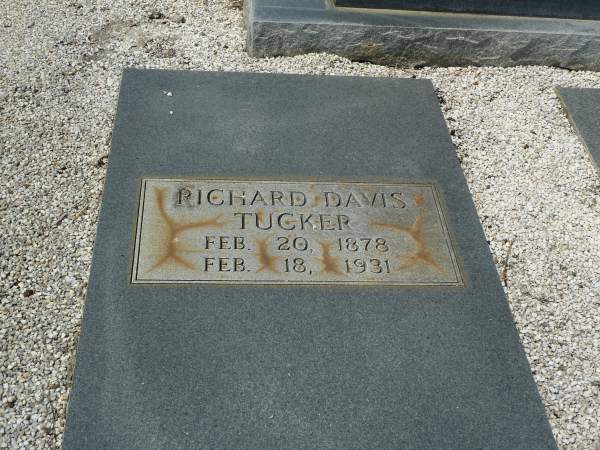 RICHARD DAVIS
TUCKER
FEB. 20, 1878
FEB. 18, 1931